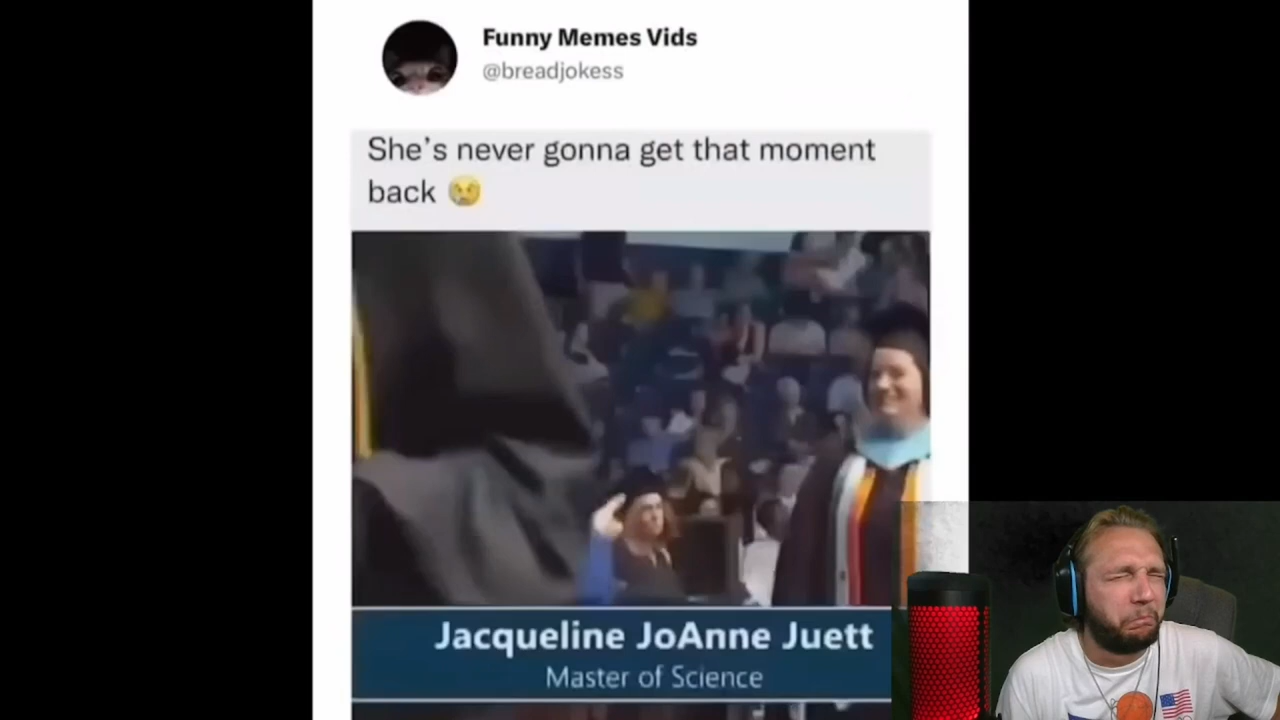 Funny Memes Vids
@breadjokess
She's never gonna get that moment
back 😢
Jacqueline JoAnne Juett
Master of Science